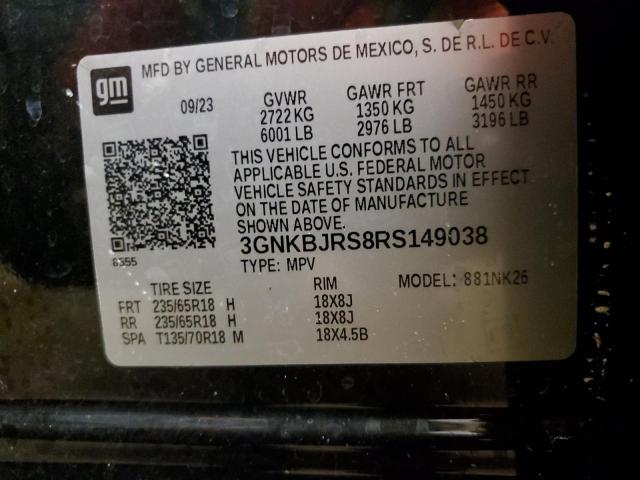 gm
MFD BY GENERAL MOTORS DE MEXICO, S. DE R.L. DE C.V.
09/23 GVWR GAWR FRT GAWR RR
2722 KG 1350 KG 1450 KG
6001 LB 2976 LB 3196 LB
THIS VEHICLE CONFORMS TO ALL
APPLICABLE U.S. FEDERAL MOTOR
VEHICLE SAFETY STANDARDS IN EFFECT
ON THE DATE OF MANUFACTURE
SHOWN ABOVE.
3GNKBJRS8RS149038
6355 TYPE: MPV MODEL: 881NK26
TIRE SIZE RIM
FRT 235/65R18 H 18X8J
RR 235/65R18 H 18X8J
SPA T135/70R18 M 18X4.5B